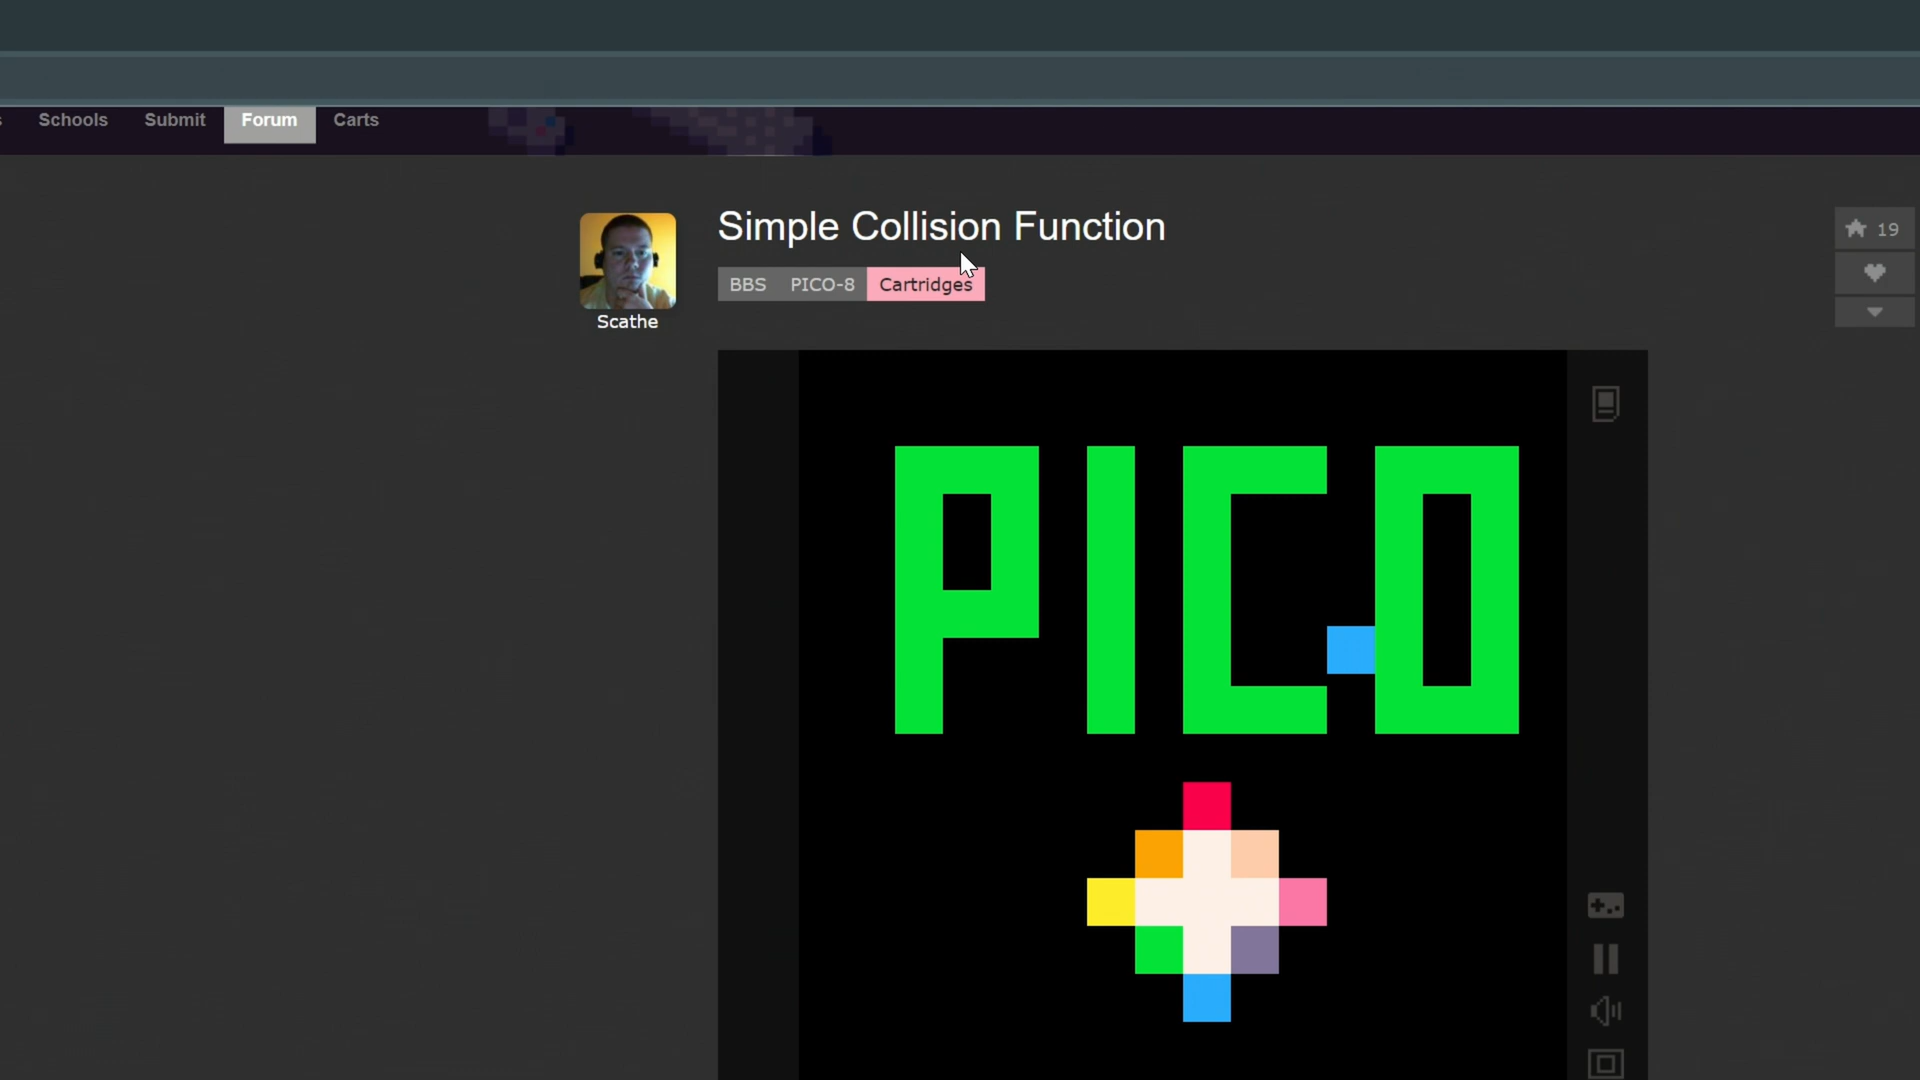 Schools Submit Forum Carts
Simple Collision Function
19
BBS PICO-8 Cartridges
Scathe
PICO